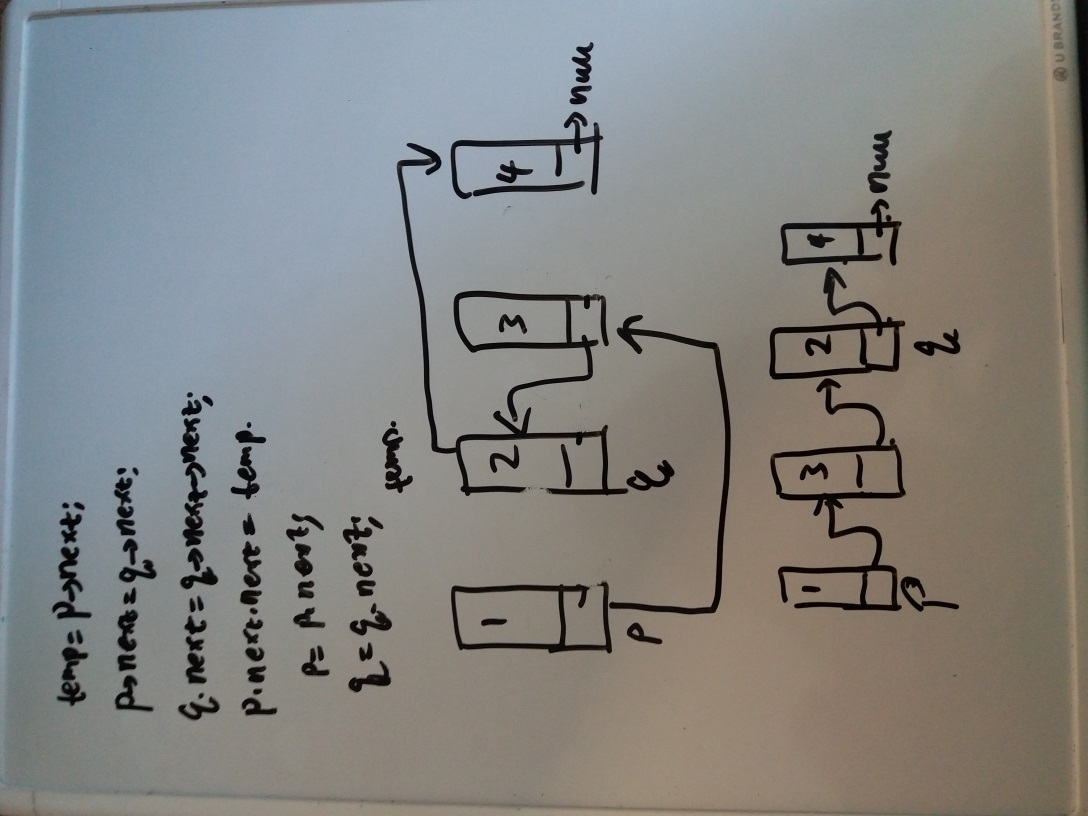 temp = p->next;
p->next = q->next;
q.next = q->next->next;
p.next.next = temp.
p = p.next;
q = q.next;
temp.
1 2 3 4 → null
p q
1 3 2 4 → null
p q
U BRANDS